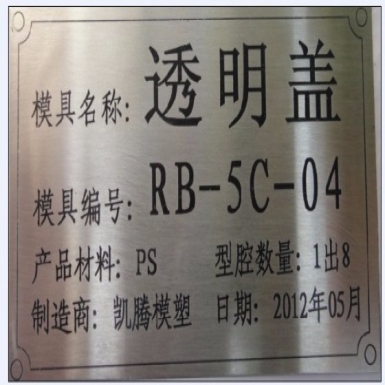 模具名称: 透明盖
模具编号: RB-5C-04
产品材料: PS 型腔数量: 1出8
制造商: 凯腾模塑 日期: 2012年05月